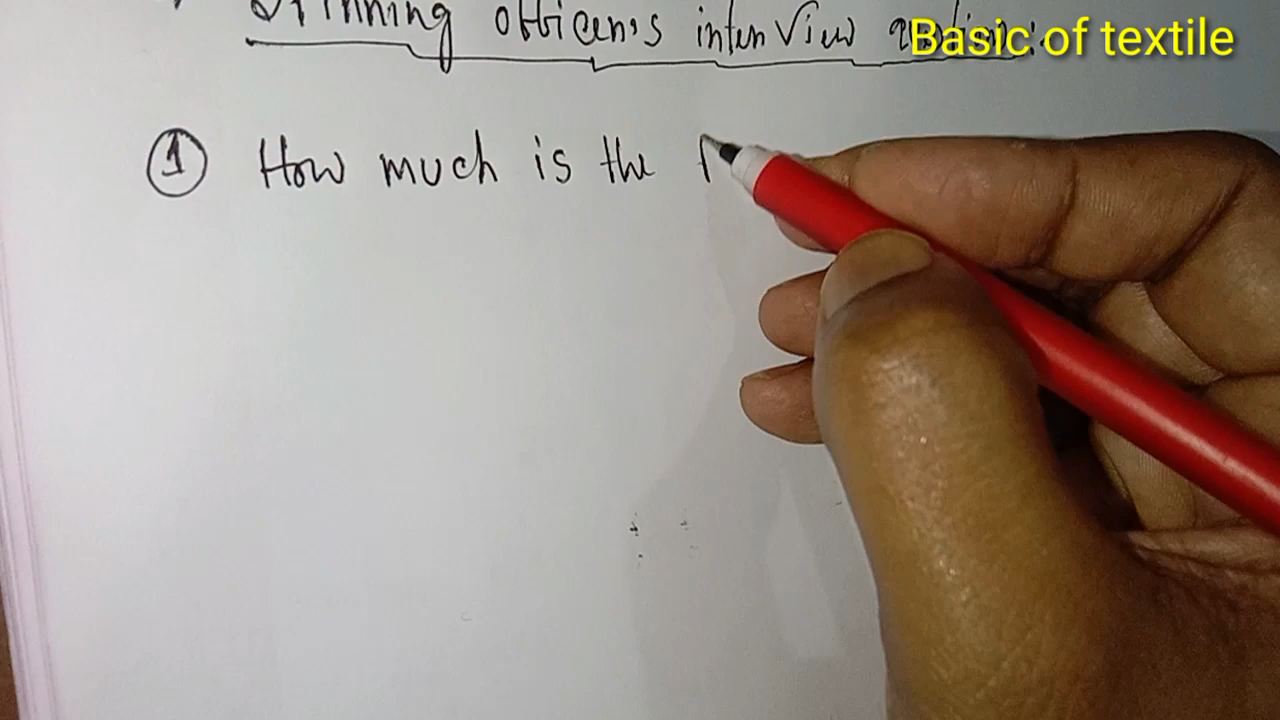 Spinning officer's interview
Basic of textile
① How much is the